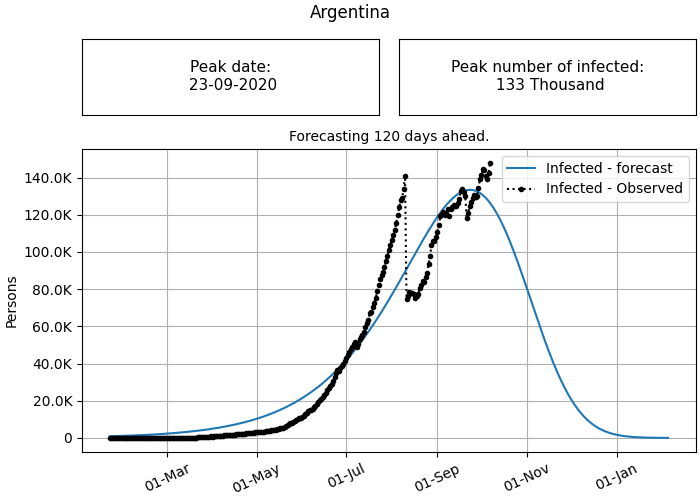 Argentina
Peak date:
23-09-2020
Peak number of infected:
133 Thousand
Forecasting 120 days ahead.
Infected - forecast
Infected - Observed
Persons
140.0K
120.0K
100.0K
80.0K
60.0K
40.0K
20.0K
0
01-Mar
01-May
01-Jul
01-Sep
01-Nov
01-Jan